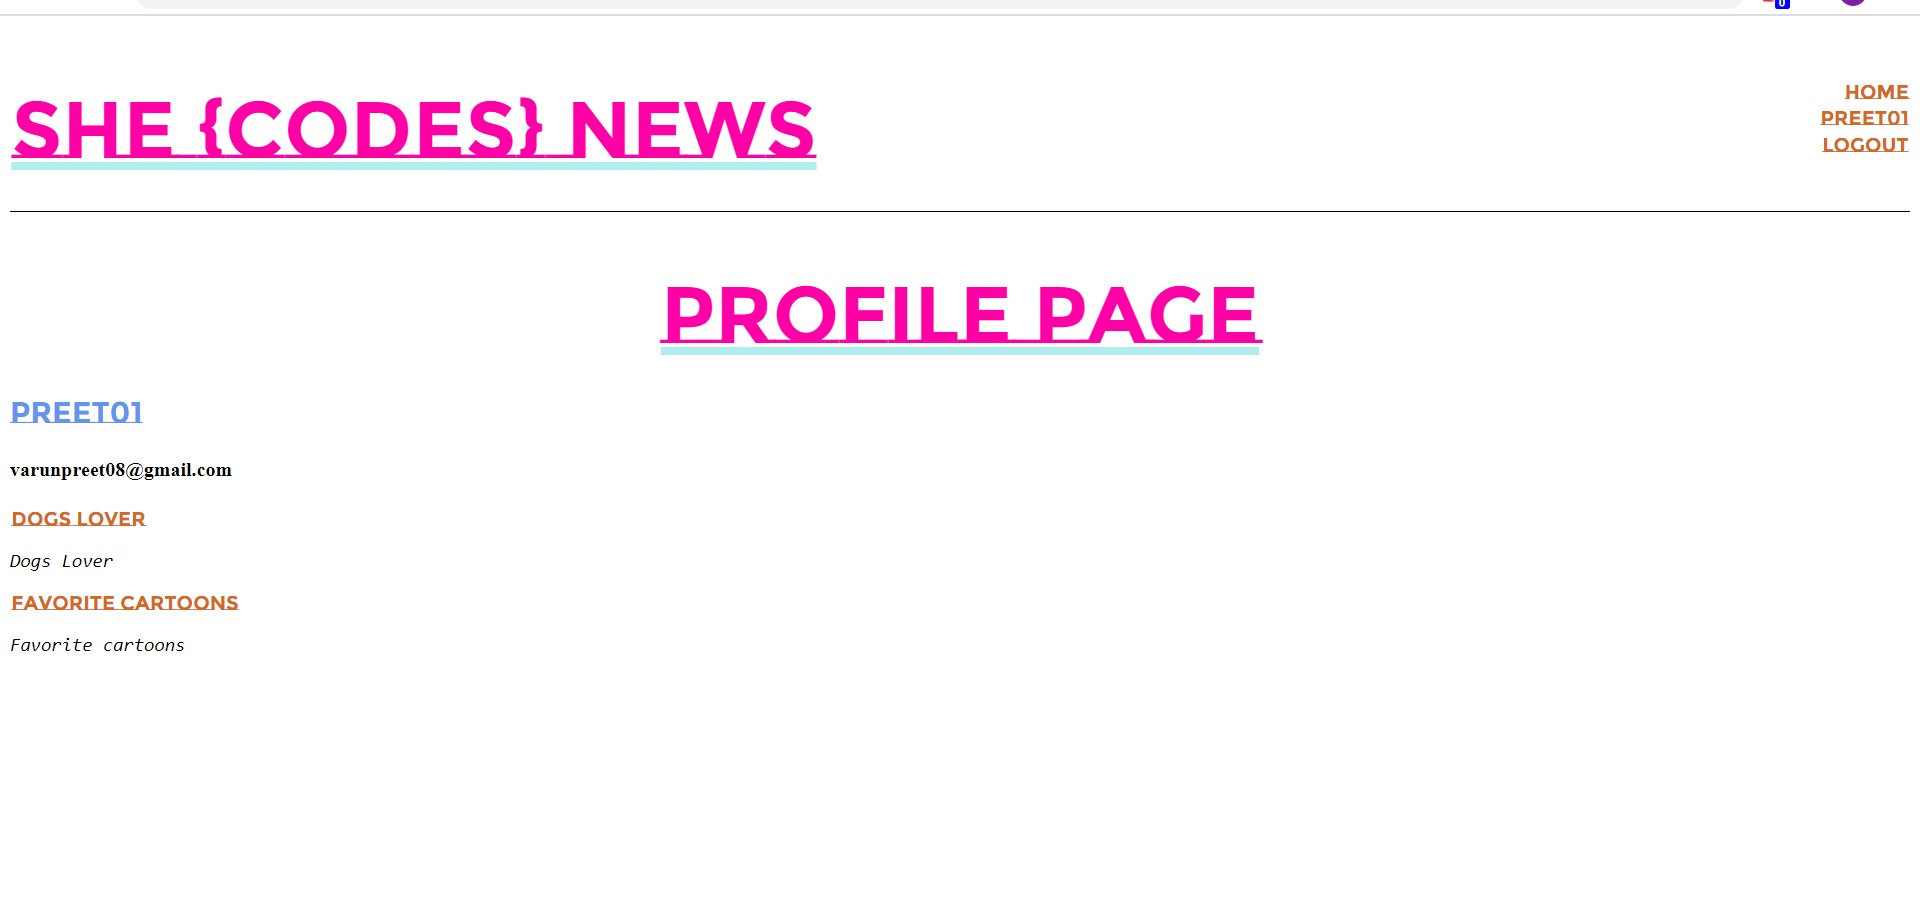 0
SHE {CODES} NEWS
HOME
PREET01
LOGOUT
PROFILE PAGE
PREET01
varunpreet08@gmail.com
DOGS LOVER
Dogs Lover
FAVORITE CARTOONS
Favorite cartoons